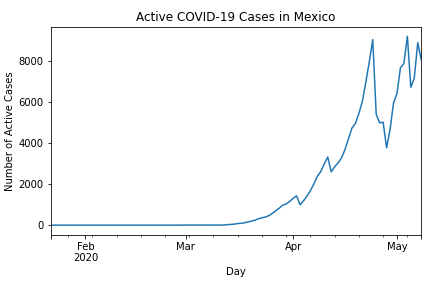 Active COVID-19 Cases in Mexico
Number of Active Cases
8000
6000
4000
2000
0
Feb
2020
Mar
Apr
May
Day